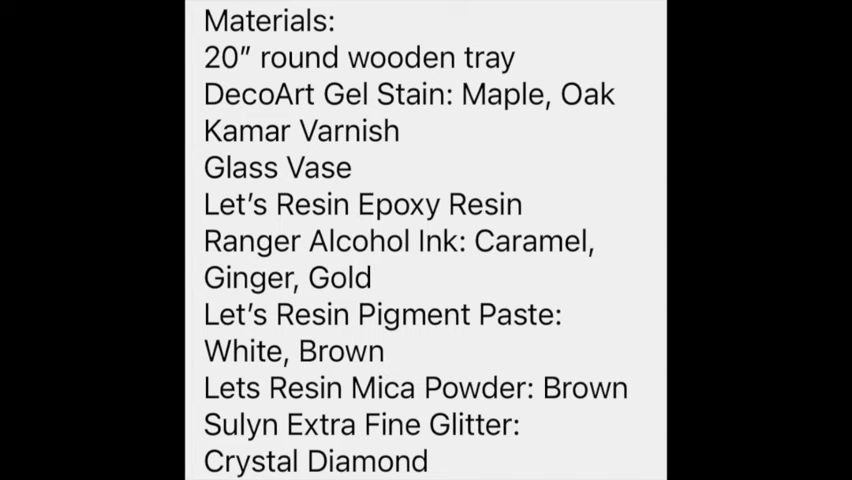 Materials:
20” round wooden tray
DecoArt Gel Stain: Maple, Oak
Kamar Varnish
Glass Vase
Let’s Resin Epoxy Resin
Ranger Alcohol Ink: Caramel,
Ginger, Gold
Let’s Resin Pigment Paste:
White, Brown
Lets Resin Mica Powder: Brown
Sulyn Extra Fine Glitter:
Crystal Diamond